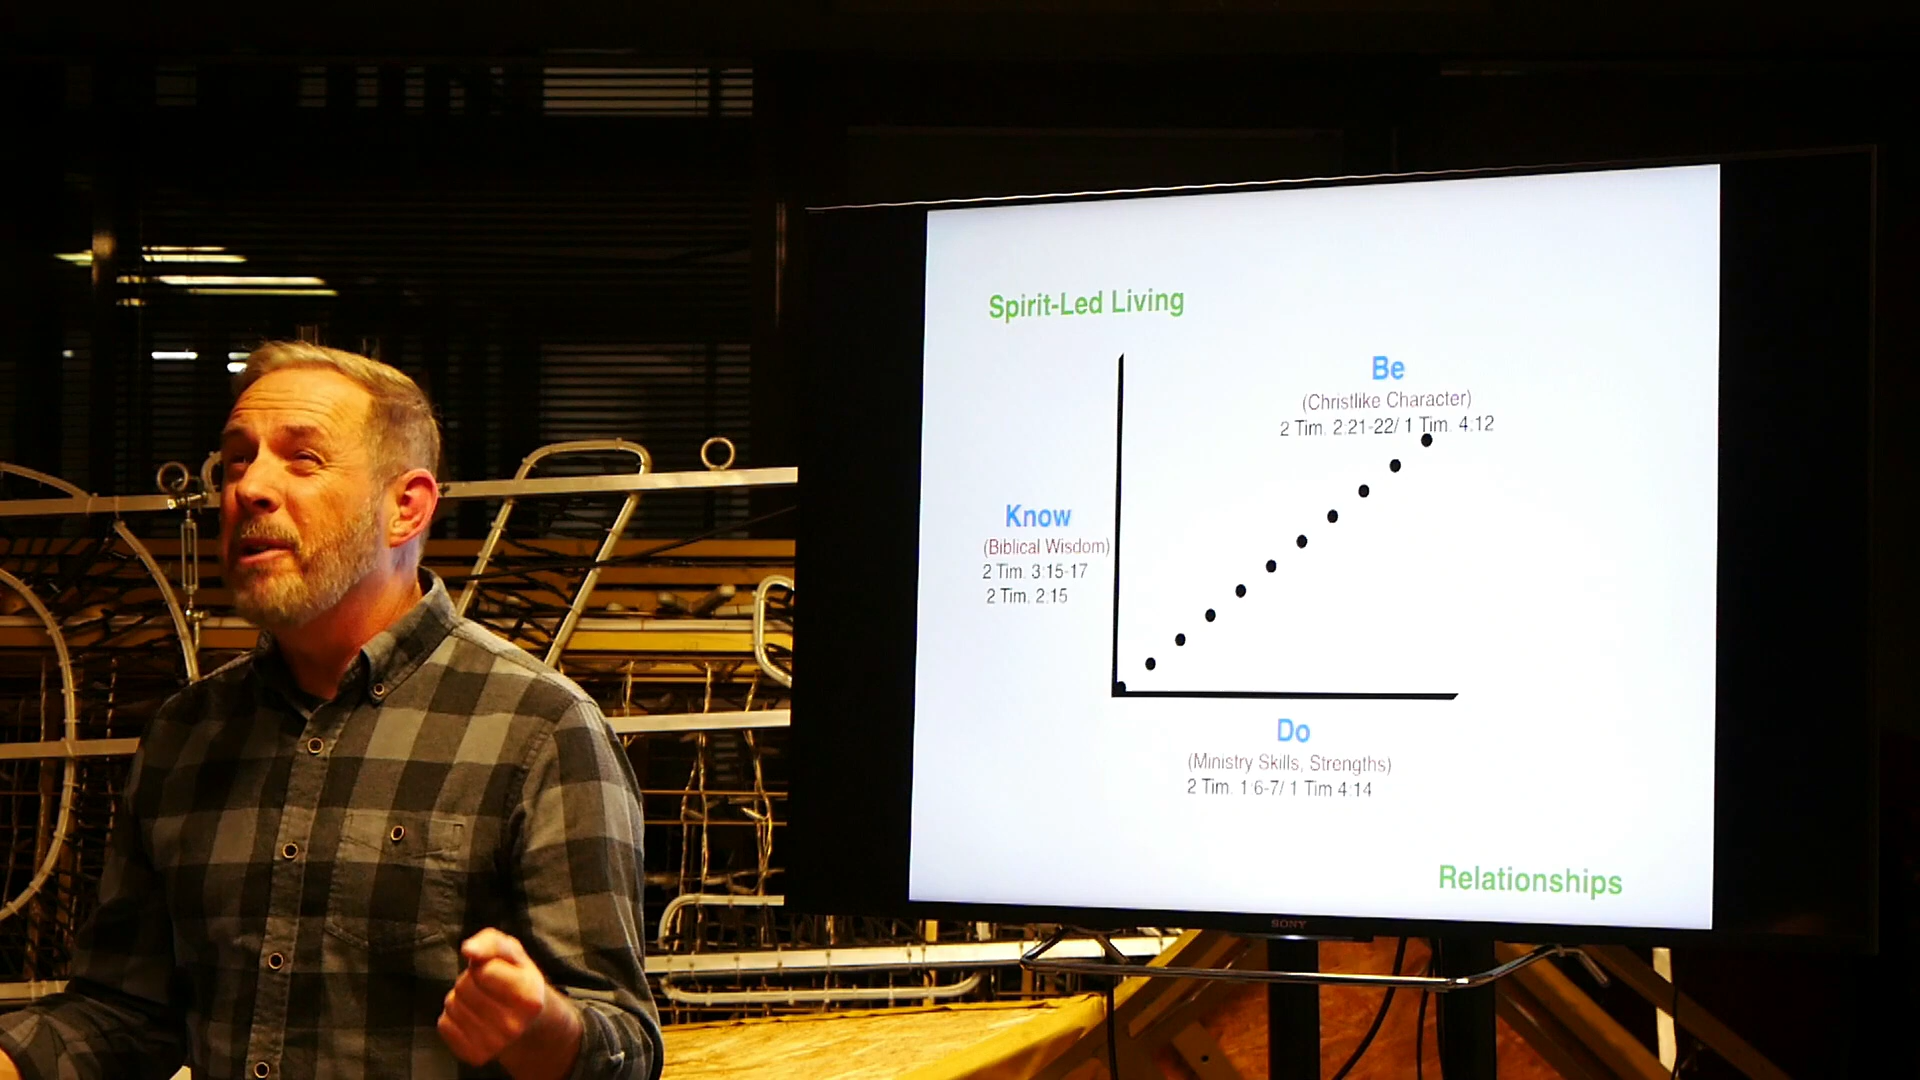 Spirit-Led Living
Be
(Christlike Character)
2 Tim. 2:21-22/ 1 Tim. 4:12
Know
(Biblical Wisdom)
2 Tim. 3:15-17
2 Tim. 2:15
Do
(Ministry Skills, Strengths)
2 Tim. 1:6-7/ 1 Tim 4:14
Relationships
SONY